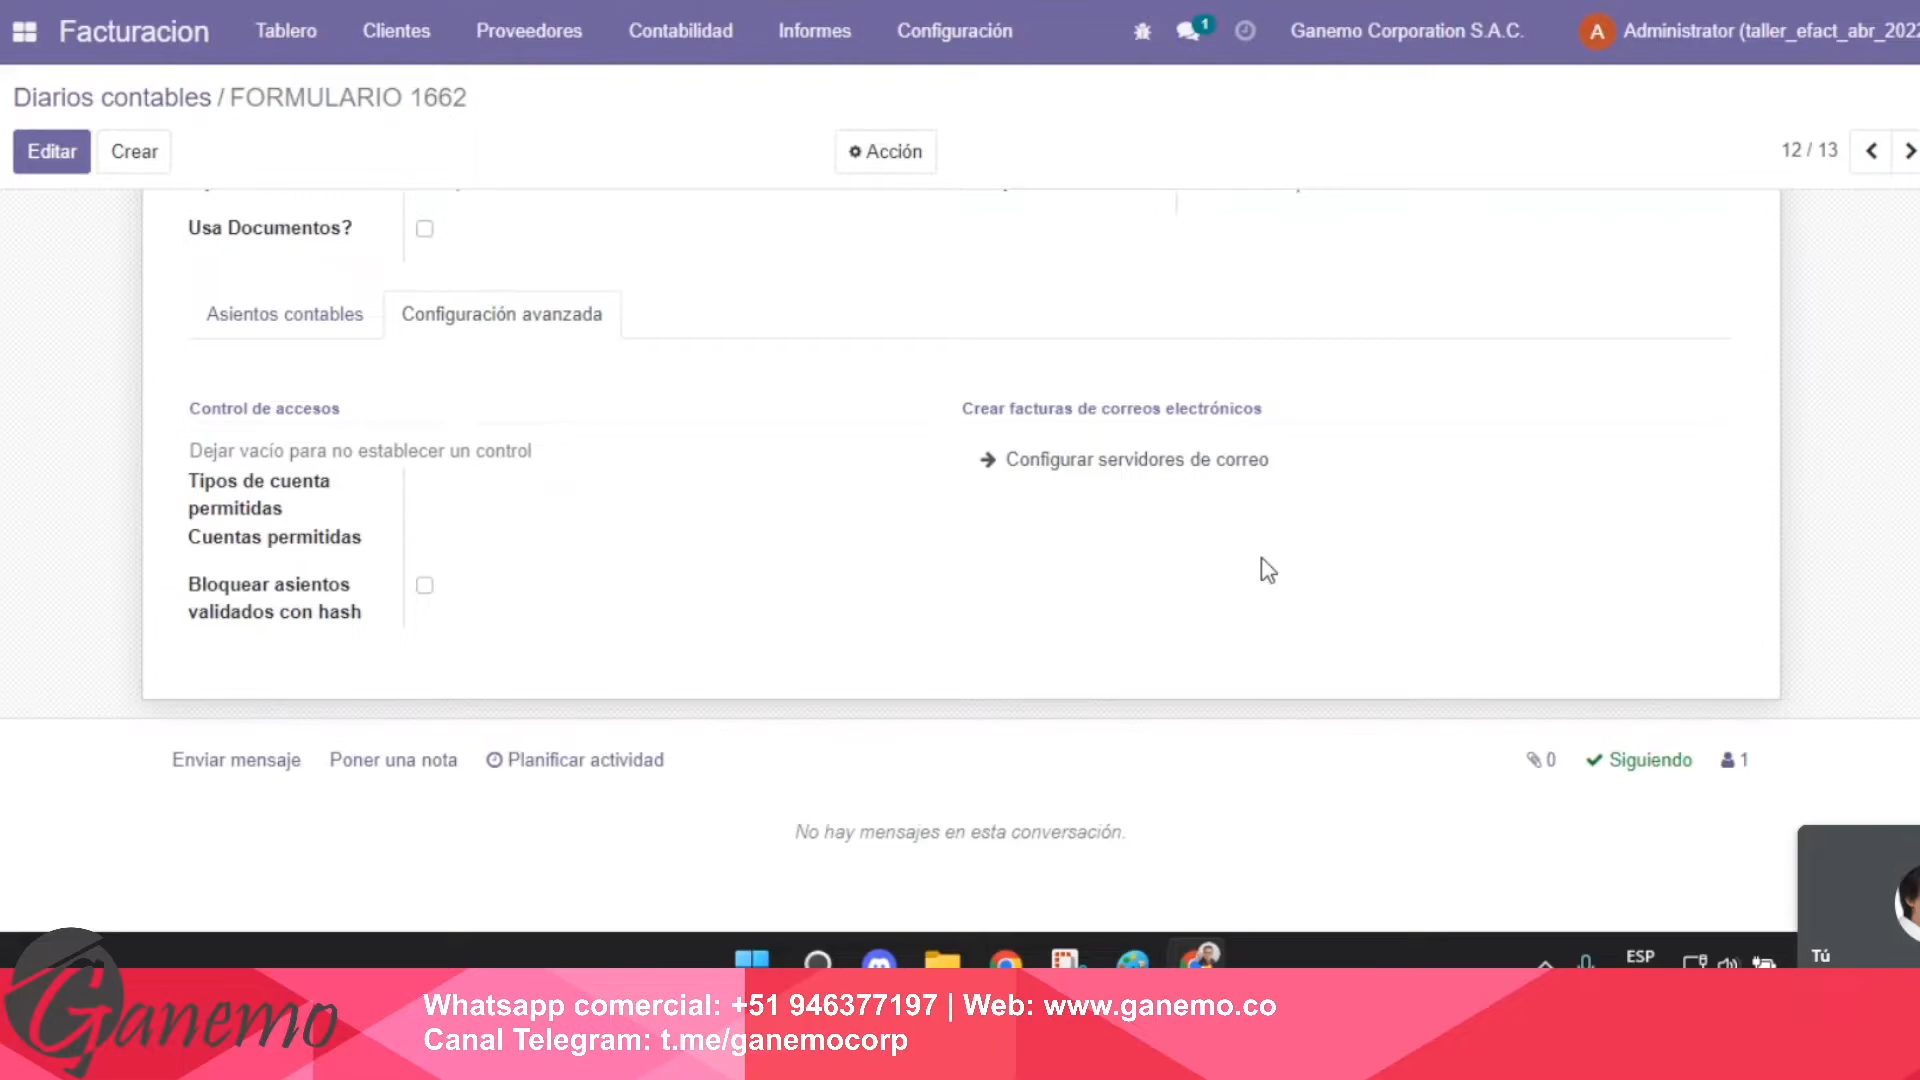 Facturacion Tablero Clientes Proveedores Contabilidad Informes Configuración 1 Ganemo Corporation S.A.C. A Administrator (taller_efact_abr_2022
Diarios contables / FORMULARIO 1662
Editar Crear Acción 12 / 13
Usa Documentos?
Asientos contables Configuración avanzada
Control de accesos Crear facturas de correos electrónicos
Dejar vacío para no establecer un control
Configurar servidores de correo
Tipos de cuenta
permitidas
Cuentas permitidas
Bloquear asientos
validados con hash
Enviar mensaje Poner una nota Planificar actividad 0 Siguiendo 1
No hay mensajes en esta conversación.
ESP Tú
Ganemo
Whatsapp comercial: +51 946377197 | Web: www.ganemo.co
Canal Telegram: t.me/ganemocorp